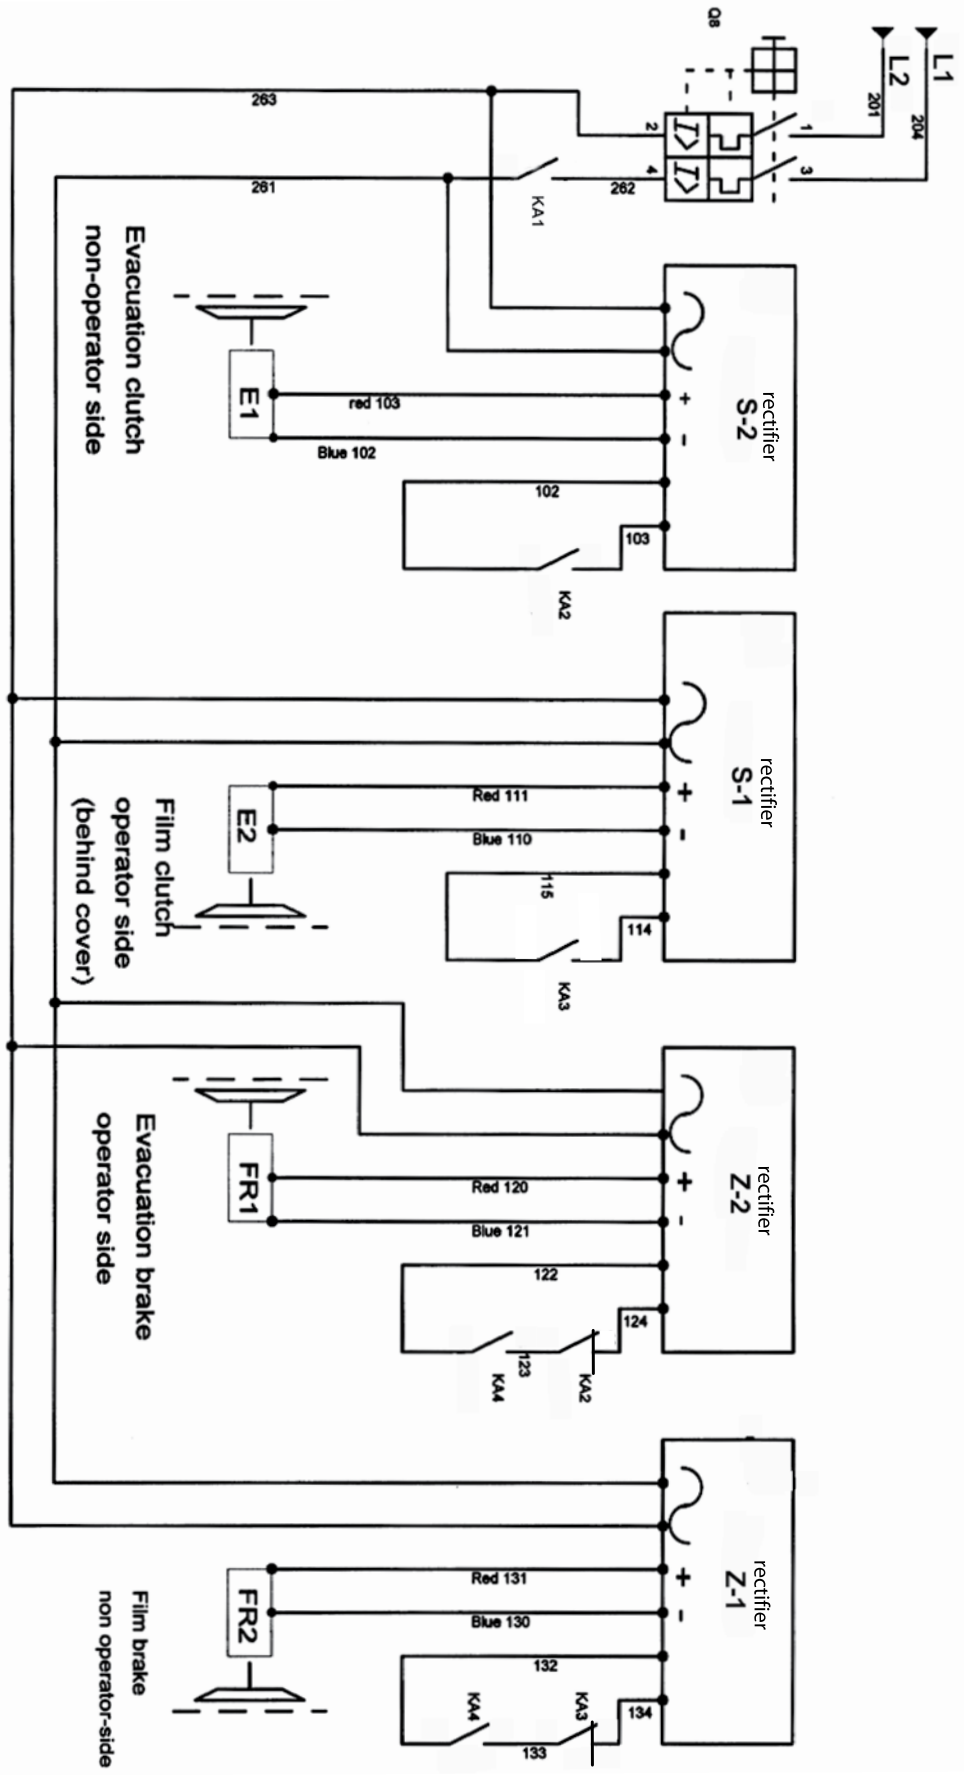 Q8
L1
L2
201
204
263
2
1
261
KA1
262
4
3
Evacuation clutch
non-operator side
E1
red 103
Blue 102
+
-
rectifier
S-2
102
103
KA2
rectifier
S-1
Film clutch
operator side
(behind cover)
E2
Red 111
Blue 110
+
-
115
114
KA3
Evacuation brake
operator side
FR1
Red 120
Blue 121
+
-
rectifier
Z-2
122
124
123
KA4
KA2
Film brake
non operator-side
FR2
Red 131
Blue 130
+
-
rectifier
Z-1
132
134
KA4
KA3
133